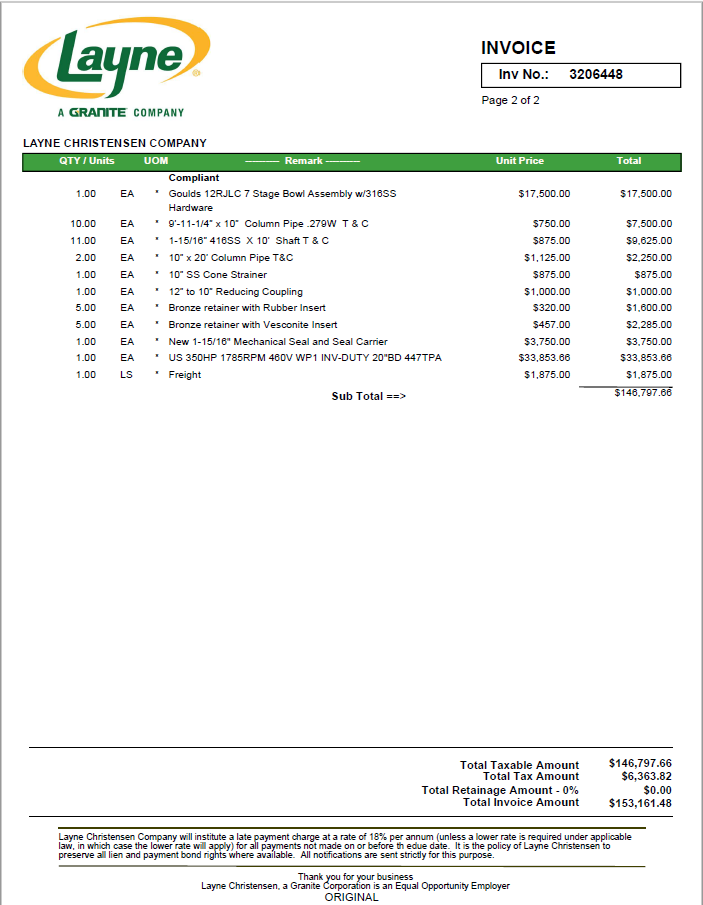 Layne
A GRANITE COMPANY
INVOICE
Inv No.: 3206448
Page 2 of 2
LAYNE CHRISTENSEN COMPANY
QTY / Units UOM ---------- Remark ---------- Unit Price Total
Compliant
1.00 EA * Goulds 12RJLC 7 Stage Bowl Assembly w/316SS $17,500.00 $17,500.00
Hardware
10.00 EA * 9'-11-1/4" x 10" Column Pipe .279W T & C $750.00 $7,500.00
11.00 EA * 1-15/16" 416SS X 10' Shaft T & C $875.00 $9,625.00
2.00 EA * 10" x 20' Column Pipe T&C $1,125.00 $2,250.00
1.00 EA * 10" SS Cone Strainer $875.00 $875.00
1.00 EA * 12" to 10" Reducing Coupling $1,000.00 $1,000.00
5.00 EA * Bronze retainer with Rubber Insert $320.00 $1,600.00
5.00 EA * Bronze retainer with Vesconite Insert $457.00 $2,285.00
1.00 EA * New 1-15/16" Mechanical Seal and Seal Carrier $3,750.00 $3,750.00
1.00 EA * US 350HP 1785RPM 460V WP1 INV-DUTY 20"BD 447TPA $33,853.66 $33,853.66
1.00 LS * Freight $1,875.00 $1,875.00
Sub Total ==> $146,797.66
Total Taxable Amount $146,797.66
Total Tax Amount $6,363.82
Total Retainage Amount - 0% $0.00
Total Invoice Amount $153,161.48
Layne Christensen Company will institute a late payment charge at a rate of 18% per annum (unless a lower rate is required under applicable
law, in which case the lower rate will apply) for all payments not made on or before th edue date. It is the policy of Layne Christensen to
preserve all lien and payment bond rights where available. All notifications are sent strictly for this purpose.
Thank you for your business
Layne Christensen, a Granite Corporation is an Equal Opportunity Employer
ORIGINAL